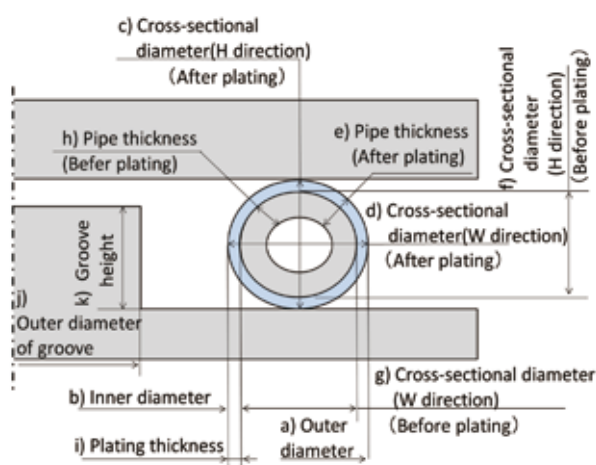 c) Cross-sectional
diameter(H direction)
(After plating)
h) Pipe thickness
(Befer plating)
e) Pipe thickness
(After plating)
f) Cross-sectional
diameter
(H direction)
(Before plating)
d) Cross-sectional
diameter(W direction)
(After plating)
k) Groove
height
j)
Outer diameter
of groove
g) Cross-sectional diameter
(W direction)
(Before plating)
b) Inner diameter
a) Outer
diameter
i) Plating thickness